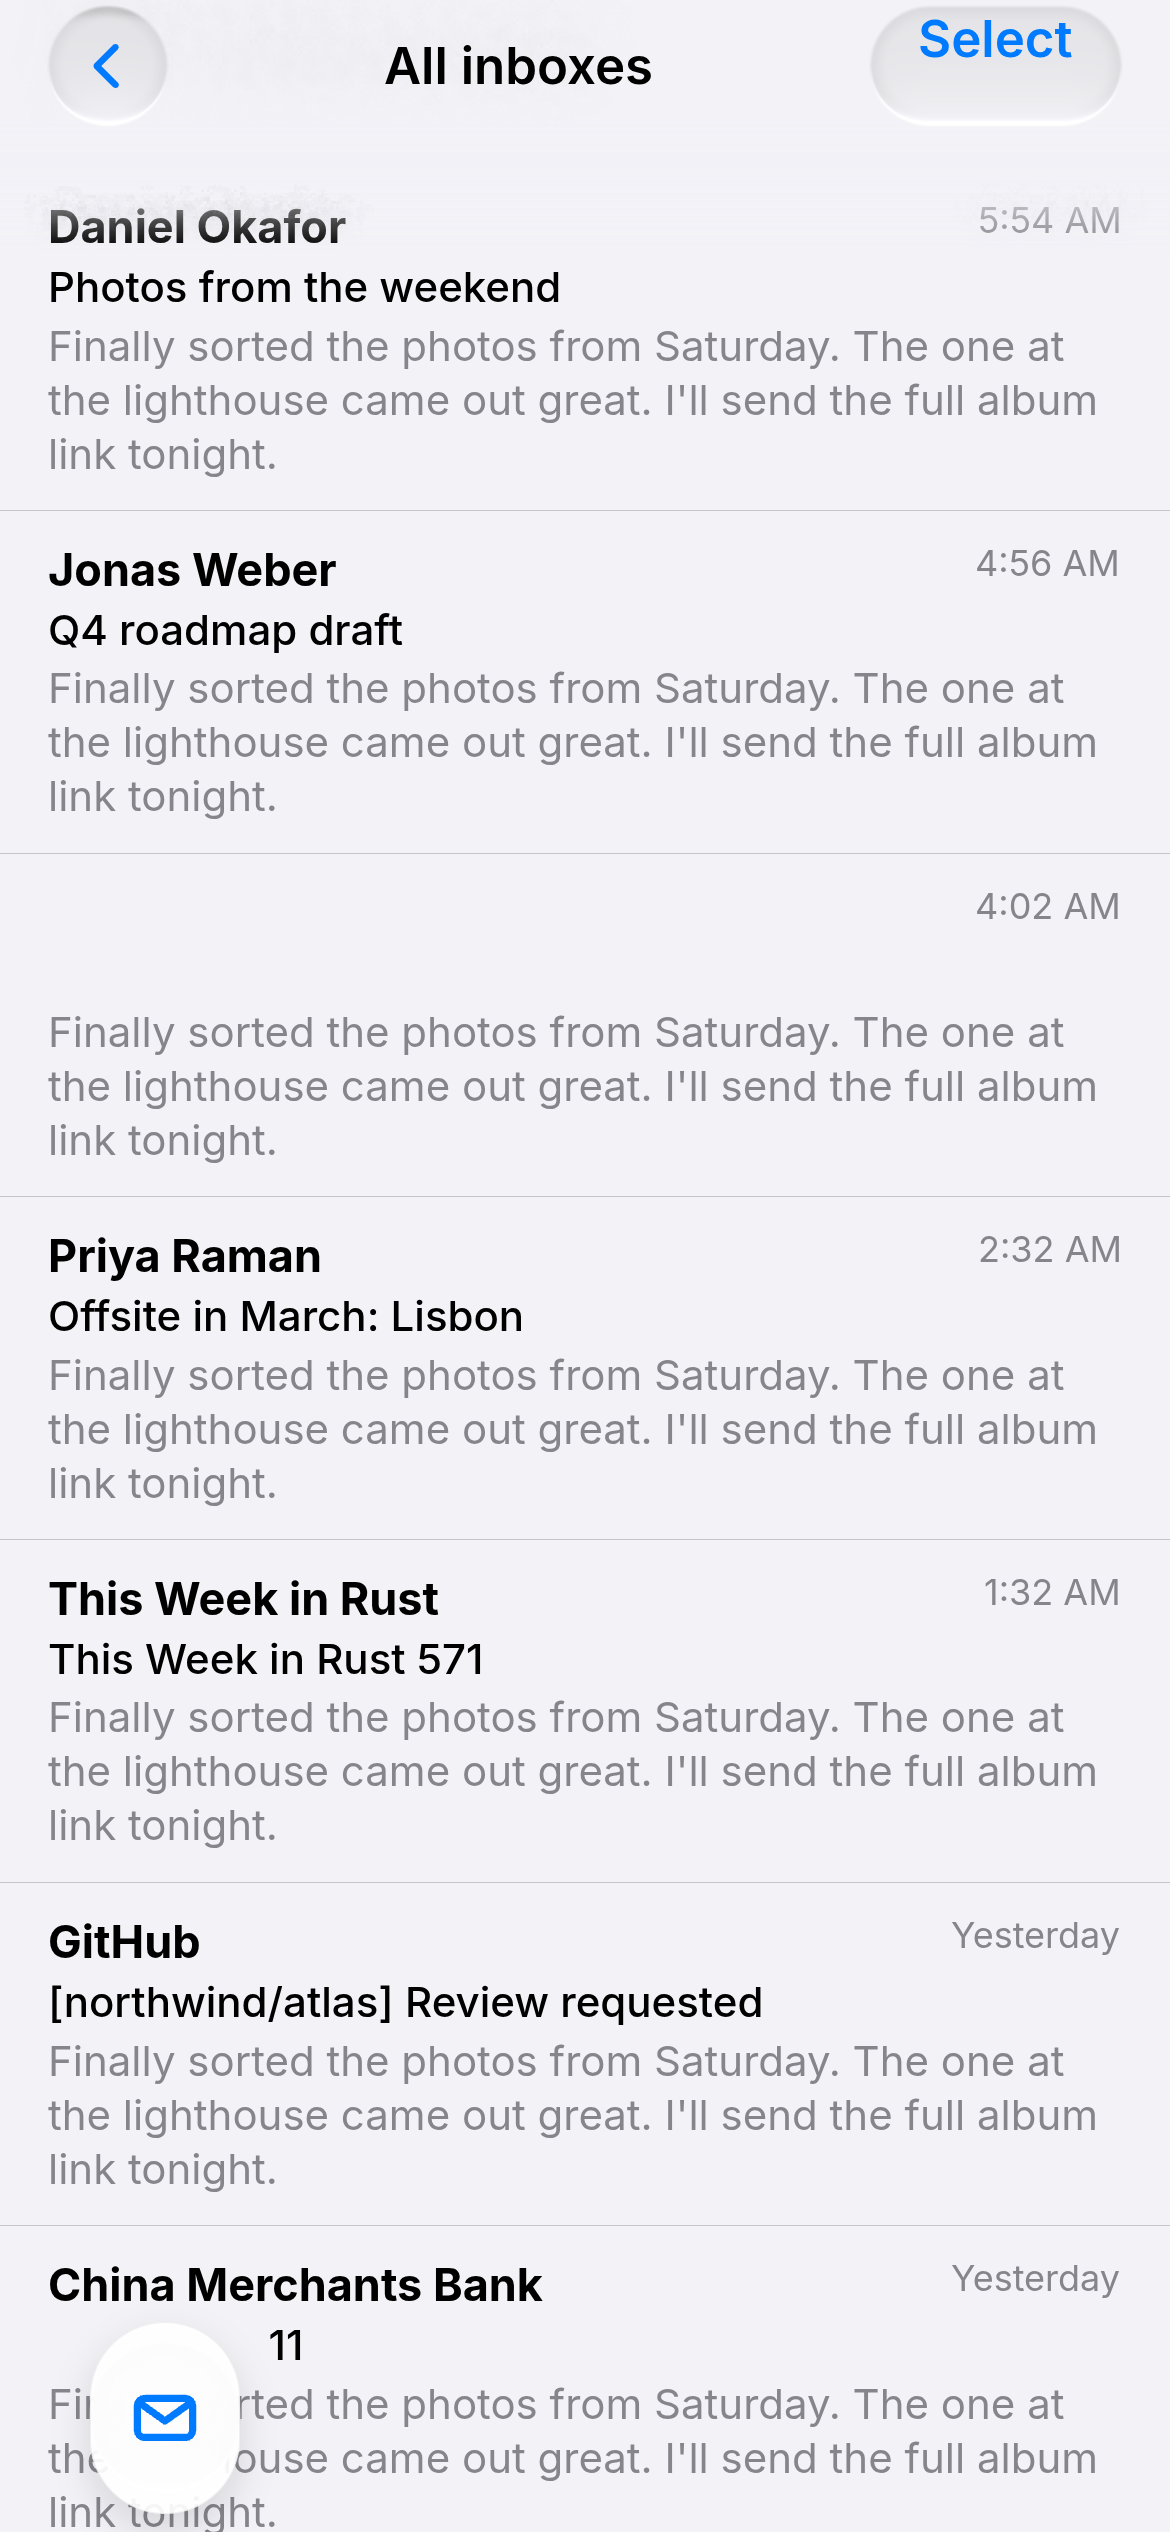 All inboxes
Select
Daniel Okafor
5:54 AM
Photos from the weekend
Finally sorted the photos from Saturday. The one at
the lighthouse came out great. I'll send the full album
link tonight.
Jonas Weber
4:56 AM
Q4 roadmap draft
Finally sorted the photos from Saturday. The one at
the lighthouse came out great. I'll send the full album
link tonight.
4:02 AM
Finally sorted the photos from Saturday. The one at
the lighthouse came out great. I'll send the full album
link tonight.
Priya Raman
2:32 AM
Offsite in March: Lisbon
Finally sorted the photos from Saturday. The one at
the lighthouse came out great. I'll send the full album
link tonight.
This Week in Rust
1:32 AM
This Week in Rust 571
Finally sorted the photos from Saturday. The one at
the lighthouse came out great. I'll send the full album
link tonight.
GitHub
Yesterday
[northwind/atlas] Review requested
Finally sorted the photos from Saturday. The one at
the lighthouse came out great. I'll send the full album
link tonight.
China Merchants Bank
Yesterday
11
the photos from Saturday. The one at
came out great. I'll send the full album
link tonight.